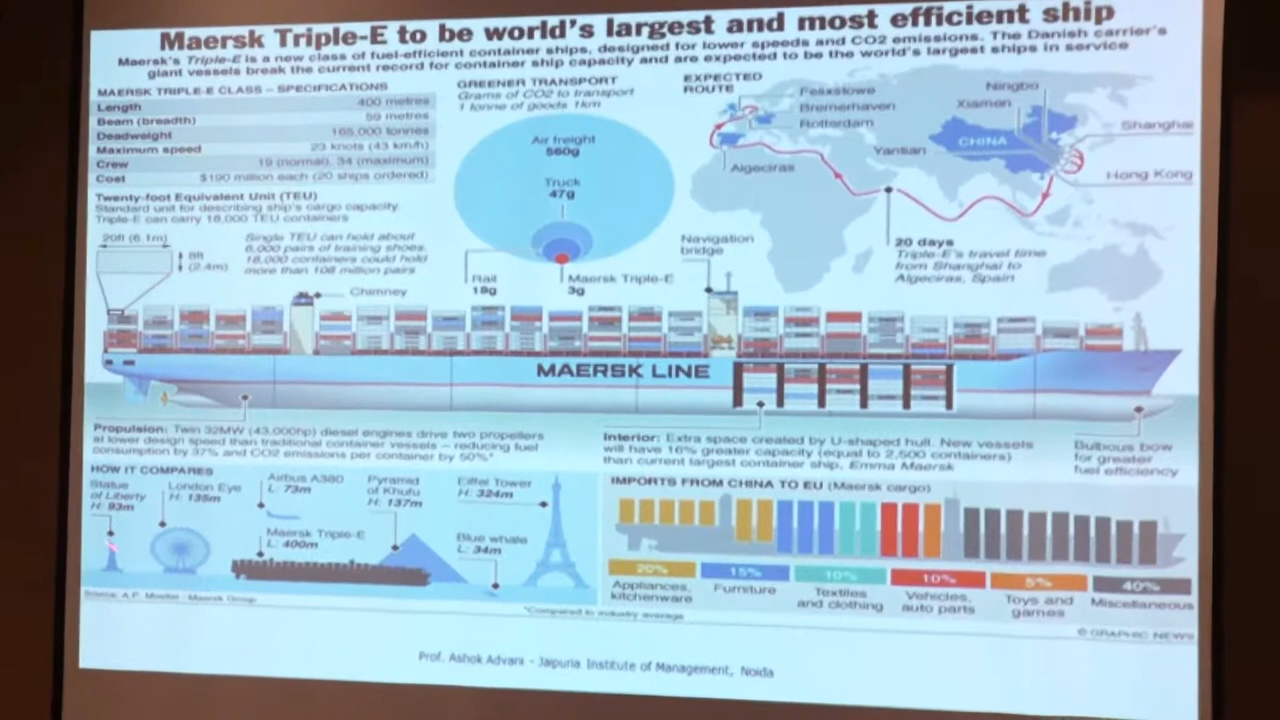 Maersk Triple-E to be world's largest and most efficient ship
Maersk's Triple-E is a new class of fuel-efficient container ships, designed for lower speeds and CO2 emissions. The Danish carrier's
giant vessels break the current record for container ship capacity and are expected to be the world's largest ships in service
MAERSK TRIPLE-E CLASS – SPECIFICATIONS
Length 400 metres
Beam (breadth) 59 metres
Deadweight 165,000 tonnes
Maximum speed 23 knots (43 km/h)
Crew 19 (normal), 34 (maximum)
Cost $190 million each (20 ships ordered)
Twenty-foot Equivalent Unit (TEU)
Standard unit for describing ship's cargo capacity.
Triple-E can carry 18,000 TEU containers
20ft (6.1m)
8ft
(2.4m)
Single TEU can hold about
6,000 pairs of training shoes.
18,000 containers could hold
more than 108 million pairs
GREENER TRANSPORT
Grams of CO2 to transport
1 tonne of goods 1km
Air freight
560g
Truck
47g
Rail
18g
Maersk Triple-E
3g
EXPECTED
ROUTE
Felixstowe
Bremerhaven
Rotterdam
Algeciras
Ningbo
Xiamen
Shanghai
CHINA
Yantian
Hong Kong
20 days
Triple-E's travel time
from Shanghai to
Algeciras, Spain
Chimney
Navigation
bridge
MAERSK LINE
Propulsion: Twin 32MW (43,000hp) diesel engines drive two propellers
at lower design speed than traditional container vessels – reducing fuel
consumption by 37% and CO2 emissions per container by 50%*
Interior: Extra space created by U-shaped hull. New vessels
will have 16% greater capacity (equal to 2,500 containers)
than current largest container ship, Emma Maersk
Bulbous bow
for greater
fuel efficiency
HOW IT COMPARES
Statue
of Liberty
H: 93m
London Eye
H: 135m
Airbus A380
L: 73m
Maersk Triple-E
L: 400m
Pyramid
of Khufu
H: 137m
Eiffel Tower
H: 324m
Blue whale
L: 34m
Source: A.P. Moller - Maersk Group
*Compared to industry average
IMPORTS FROM CHINA TO EU (Maersk cargo)
20% 15% 10% 10% 5% 40%
Appliances,
kitchenware
Furniture
Textiles
and clothing
Vehicles,
auto parts
Toys and
games
Miscellaneous
© GRAPHIC NEWS
Prof. Ashok Advani - Jaipuria Institute of Management, Noida